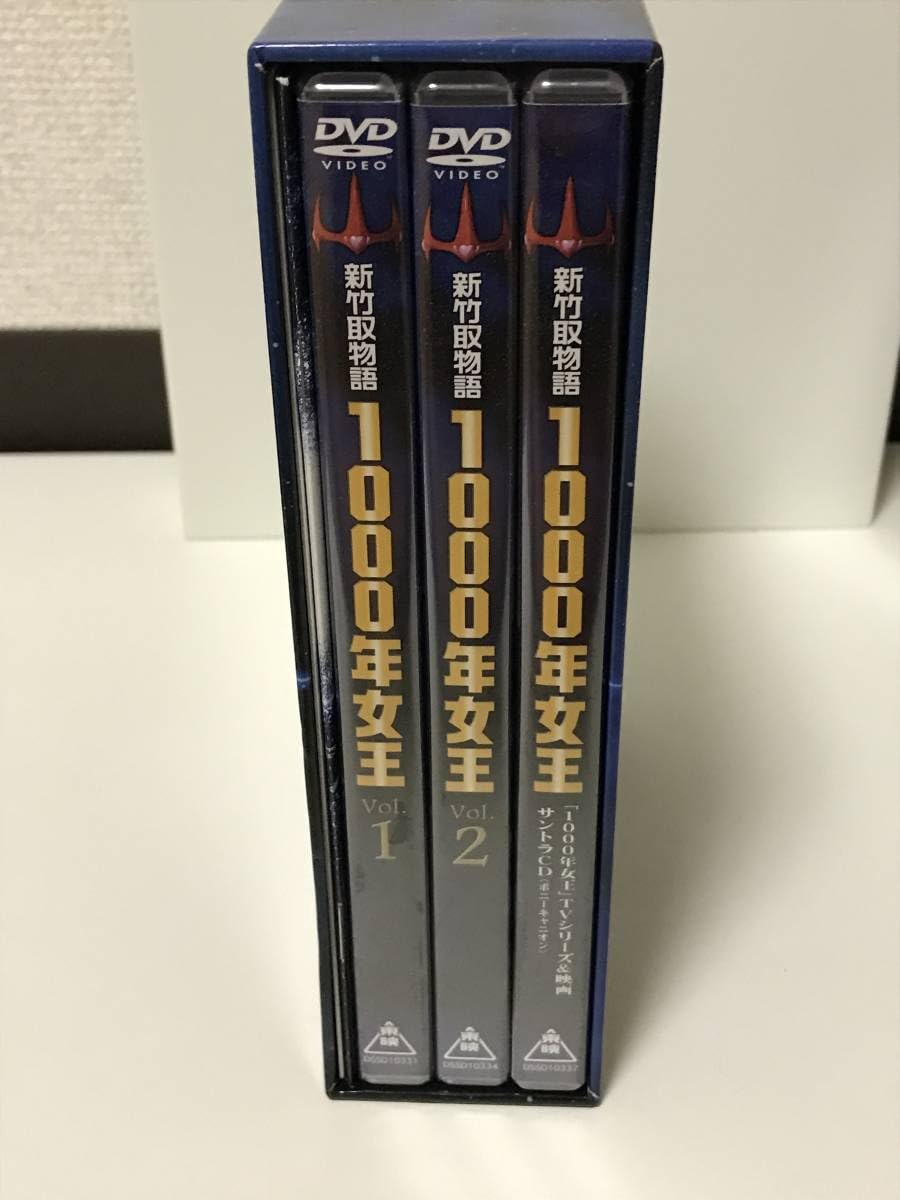 DVD
VIDEO
新竹取物語
1000年女王
Vol.
1
東映
DSSD10331
DVD
VIDEO
新竹取物語
1000年女王
Vol.
2
東映
DSSD10334
新竹取物語
1000年女王
「1000年女王」TVシリーズ&映画
サントラCD(ポニーキャニオン)
東映
DSSD10337